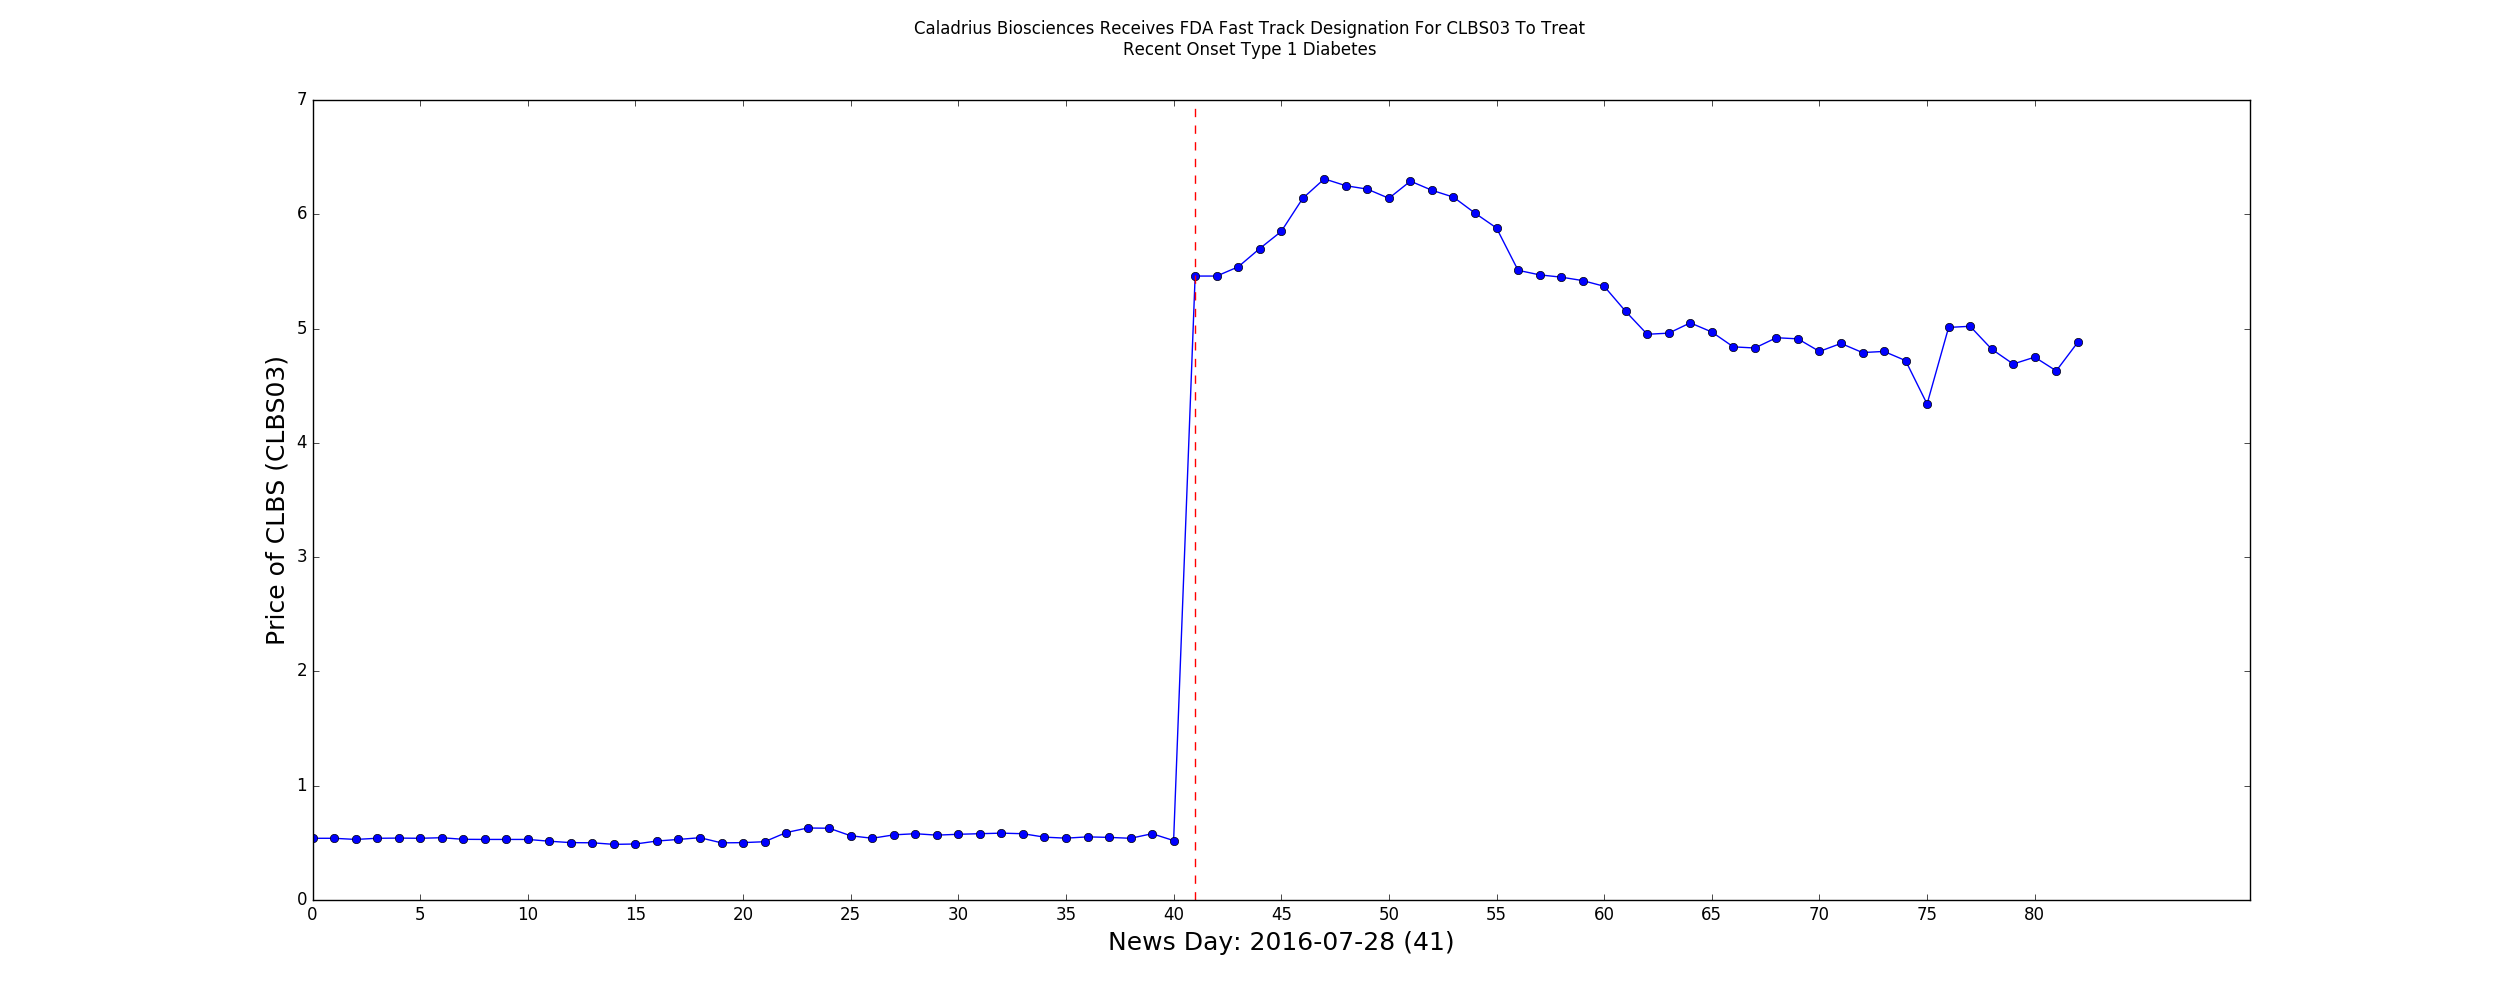 Caladrius Biosciences Receives FDA Fast Track Designation For CLBS03 To Treat
Recent Onset Type 1 Diabetes
7
6
5
4
3
2
1
0
Price of CLBS (CLBS03)
0 5 10 15 20 25 30 35 40 45 50 55 60 65 70 75 80
News Day: 2016-07-28 (41)